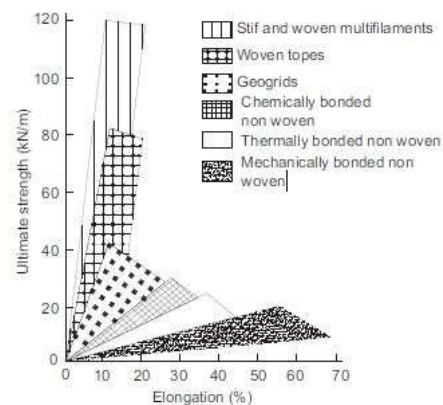 120
100
80
60
40
20
0
Ultimate strength (kN/m)
0 10 20 30 40 50 60 70
Elongation (%)
Stif and woven multifilaments
Woven topes
Geogrids
Chemically bonded
non woven
Thermally bonded non woven
Mechanically bonded non
woven